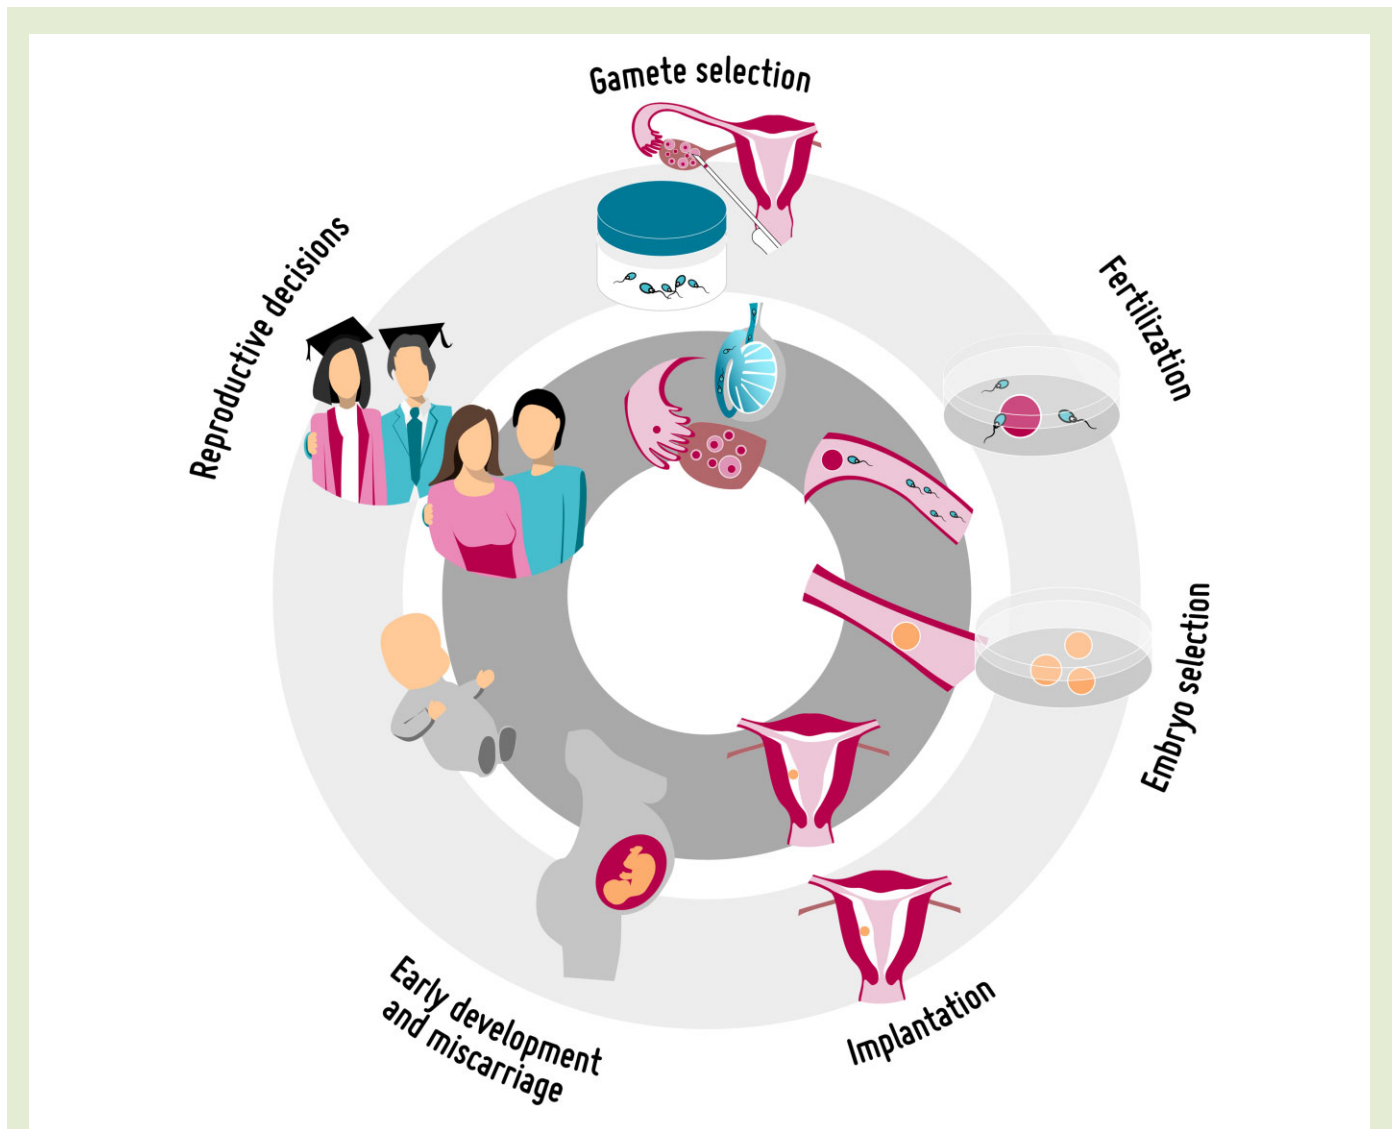 Gamete selection
Fertilization
Embryo selection
Implantation
Early development
and miscarriage
Reproductive decisions